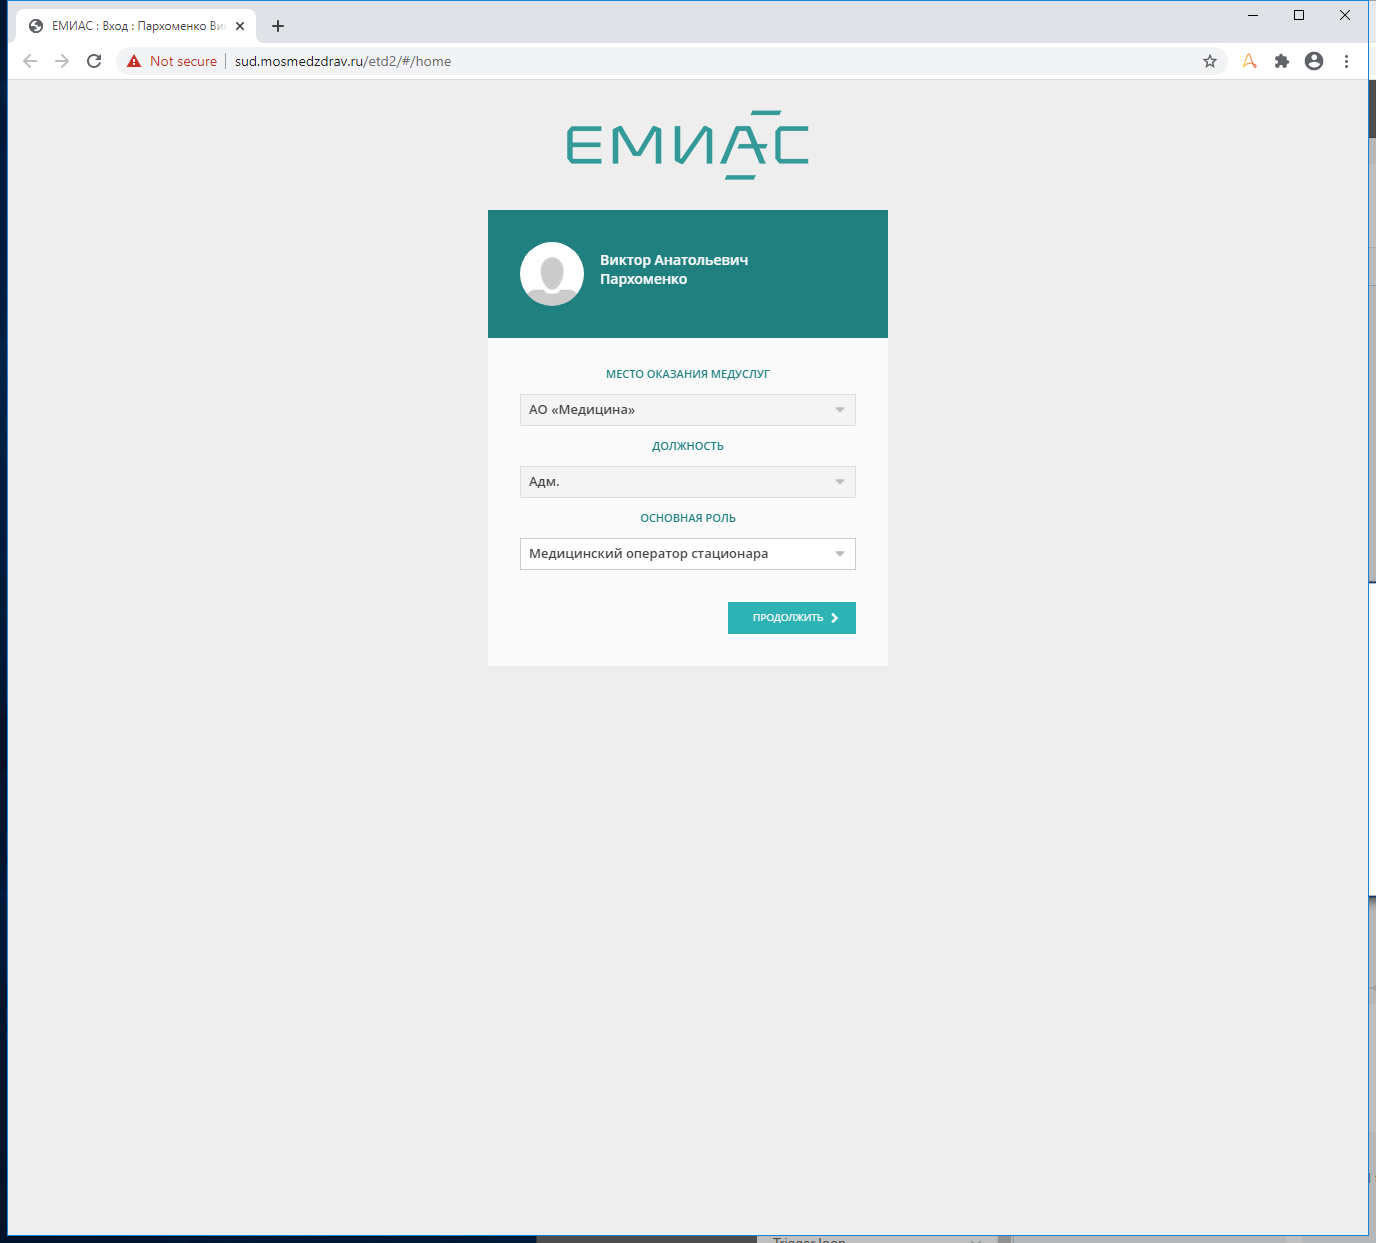 ЕМИАС : Вход : Пархоменко Ви
Not secure
sud.mosmedzdrav.ru/etd2/#/home
ЕМИАС
Виктор Анатольевич
Пархоменко
МЕСТО ОКАЗАНИЯ МЕДУСЛУГ
АО «Медицина»
ДОЛЖНОСТЬ
Адм.
ОСНОВНАЯ РОЛЬ
Медицинский оператор стационара
ПРОДОЛЖИТЬ
Trigger loop